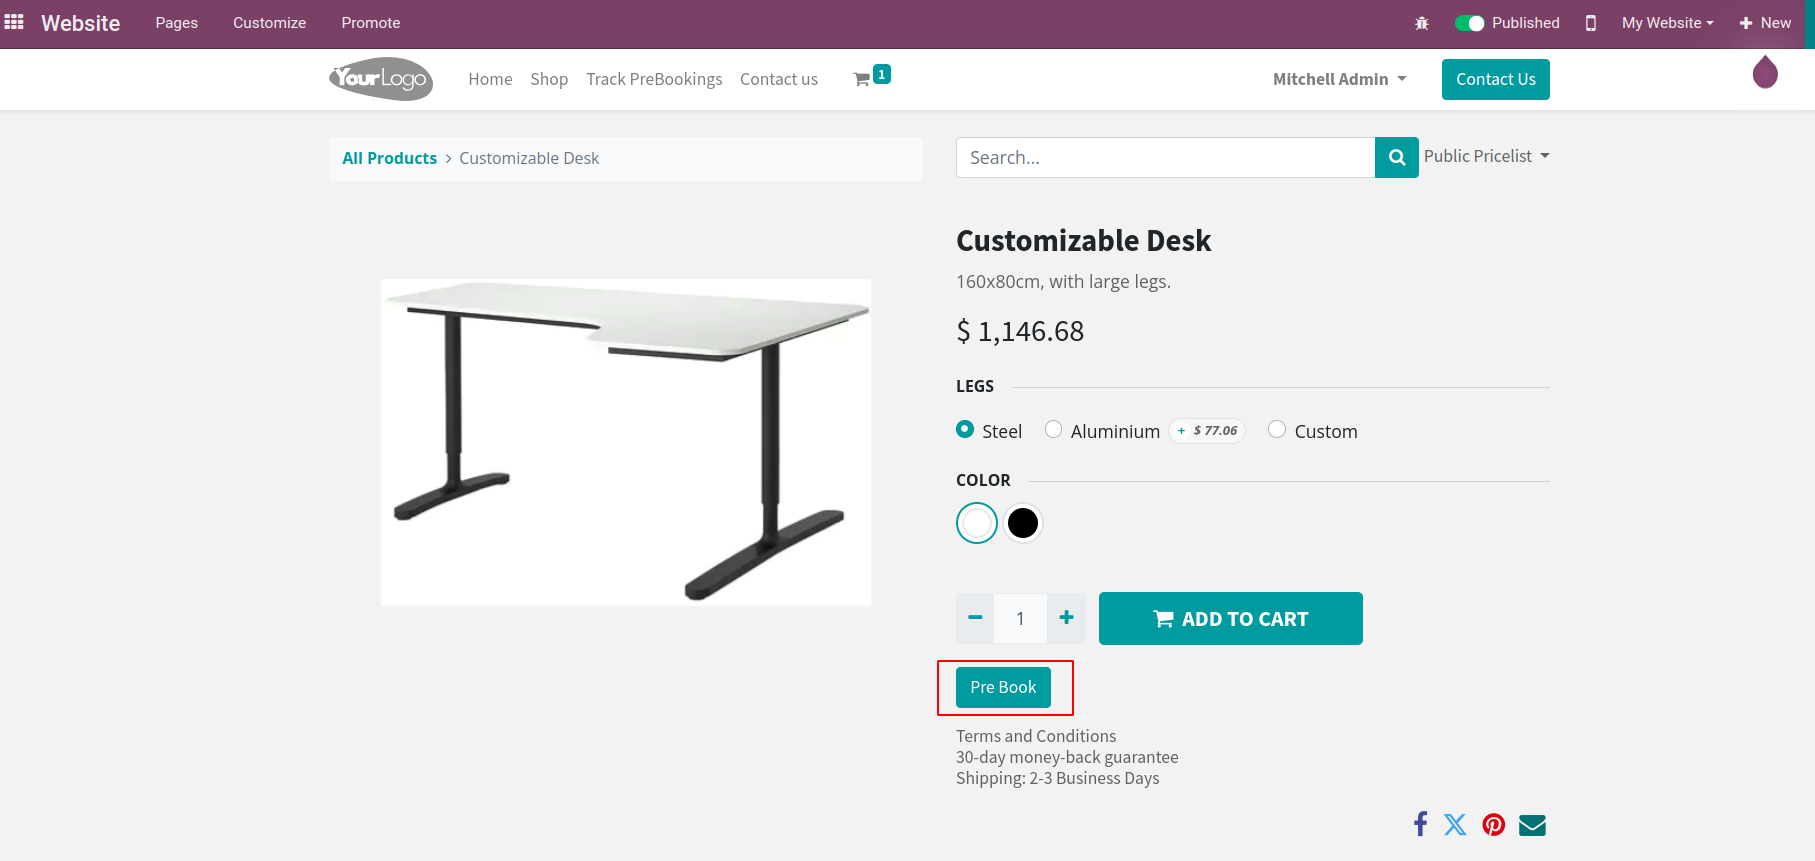 Website Pages Customize Promote Published My Website New
YourLogo Home Shop Track PreBookings Contact us 1 Mitchell Admin Contact Us
All Products > Customizable Desk Search... Public Pricelist
Customizable Desk
160x80cm, with large legs.
$ 1,146.68
LEGS
Steel Aluminium + $ 77.06 Custom
COLOR
1 ADD TO CART
Pre Book
Terms and Conditions
30-day money-back guarantee
Shipping: 2-3 Business Days